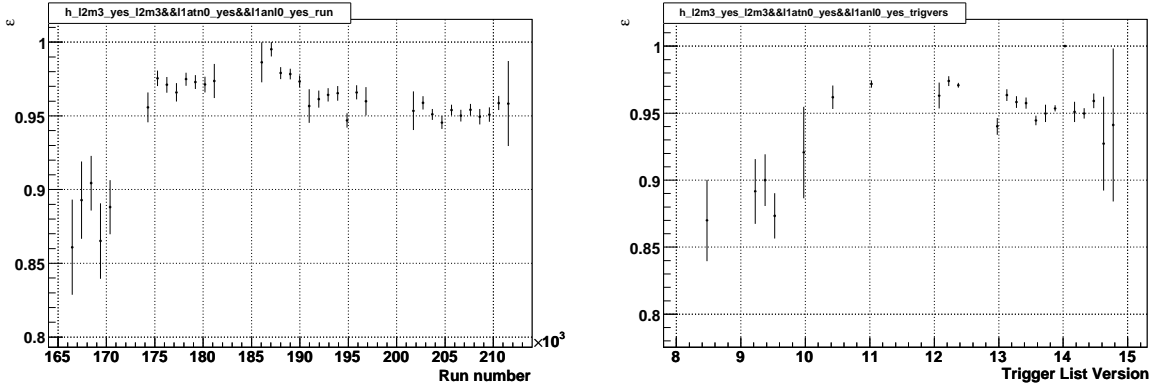 h_l2m3_yes_l2m3&&l1atn0_yes&&l1anl0_yes_run
ε
1
0.95
0.9
0.85
0.8
165 170 175 180 185 190 195 200 205 210
×10³
Run number
h_l2m3_yes_l2m3&&l1atn0_yes&&l1anl0_yes_trigvers
ε
1
0.95
0.9
0.85
0.8
8 9 10 11 12 13 14 15
Trigger List Version